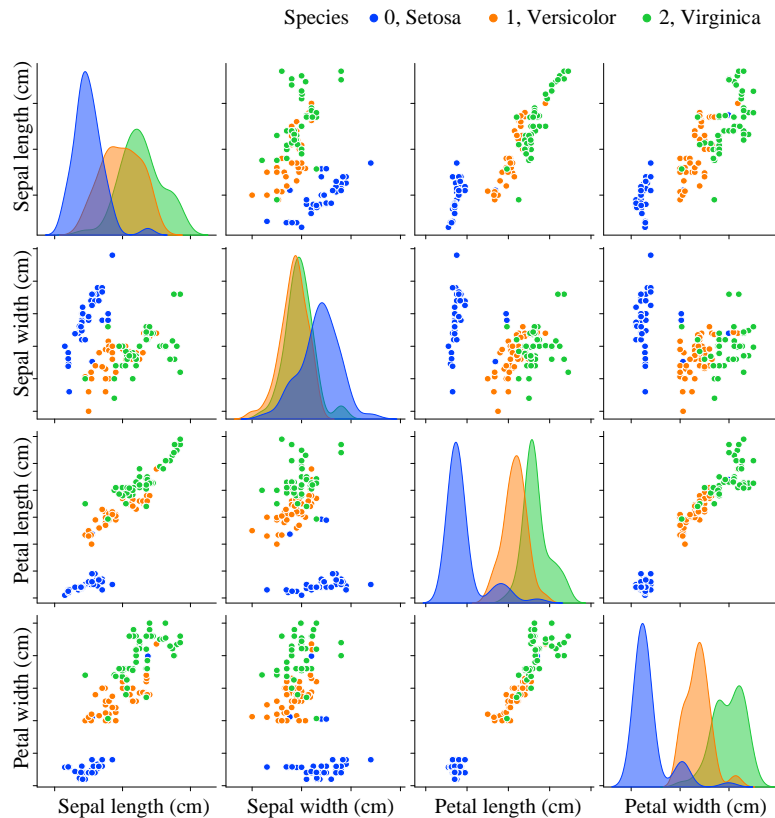 Species 0, Setosa 1, Versicolor 2, Virginica
Sepal length (cm)
Sepal width (cm)
Petal length (cm)
Petal width (cm)
Sepal length (cm) Sepal width (cm) Petal length (cm) Petal width (cm)